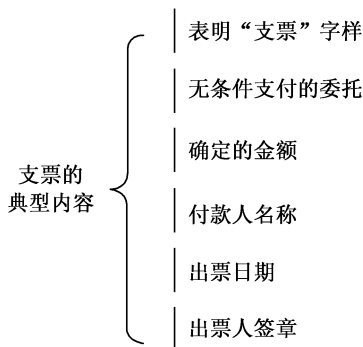 支票的
典型内容
表明“支票”字样
无条件支付的委托
确定的金额
付款人名称
出票日期
出票人签章